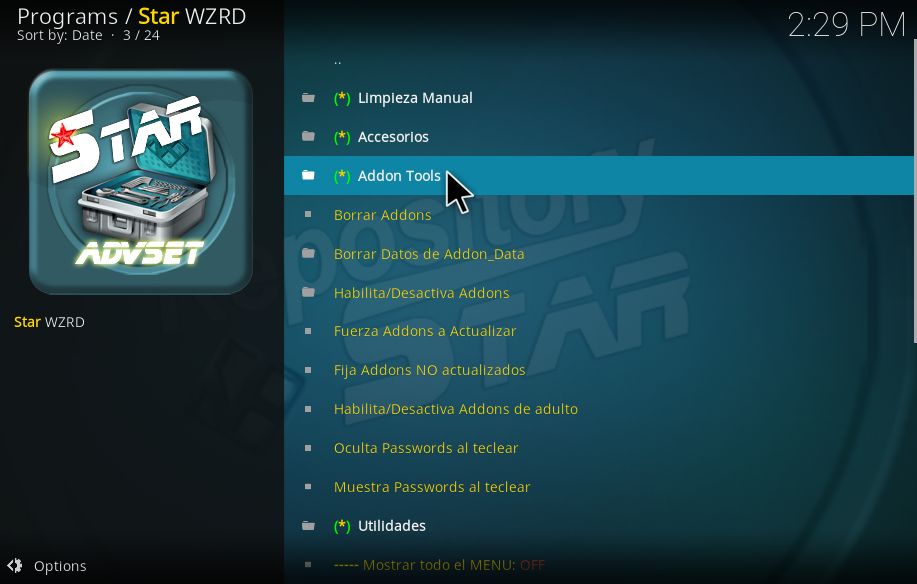 Programs / Star WZRD
Sort by: Date · 3 / 24
2:29 PM
STAR
ADVSET
Star WZRD
..
(*) Limpieza Manual
(*) Accesorios
(*) Addon Tools
Borrar Addons
Borrar Datos de Addon_Data
Habilita/Desactiva Addons
Fuerza Addons a Actualizar
Fija Addons NO actualizados
Habilita/Desactiva Addons de adulto
Oculta Passwords al teclear
Muestra Passwords al teclear
(*) Utilidades
----- Mostrar todo el MENU: OFF
Repository
STAR
Options